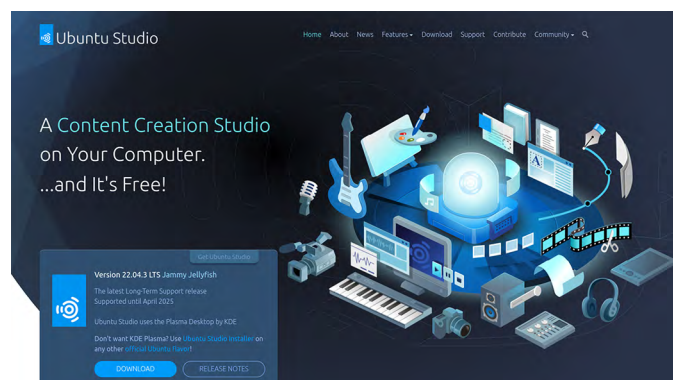 Ubuntu Studio
Home About News Features Download Support Contribute Community
A Content Creation Studio
on Your Computer.
...and It's Free!
Get Ubuntu Studio
Version 22.04.3 LTS Jammy Jellyfish
The latest Long-Term Support release
Supported until April 2025
Ubuntu Studio uses the Plasma Desktop by KDE
Don't want KDE Plasma? Use Ubuntu Studio Installer on
any other official Ubuntu flavor!
DOWNLOAD RELEASE NOTES
A